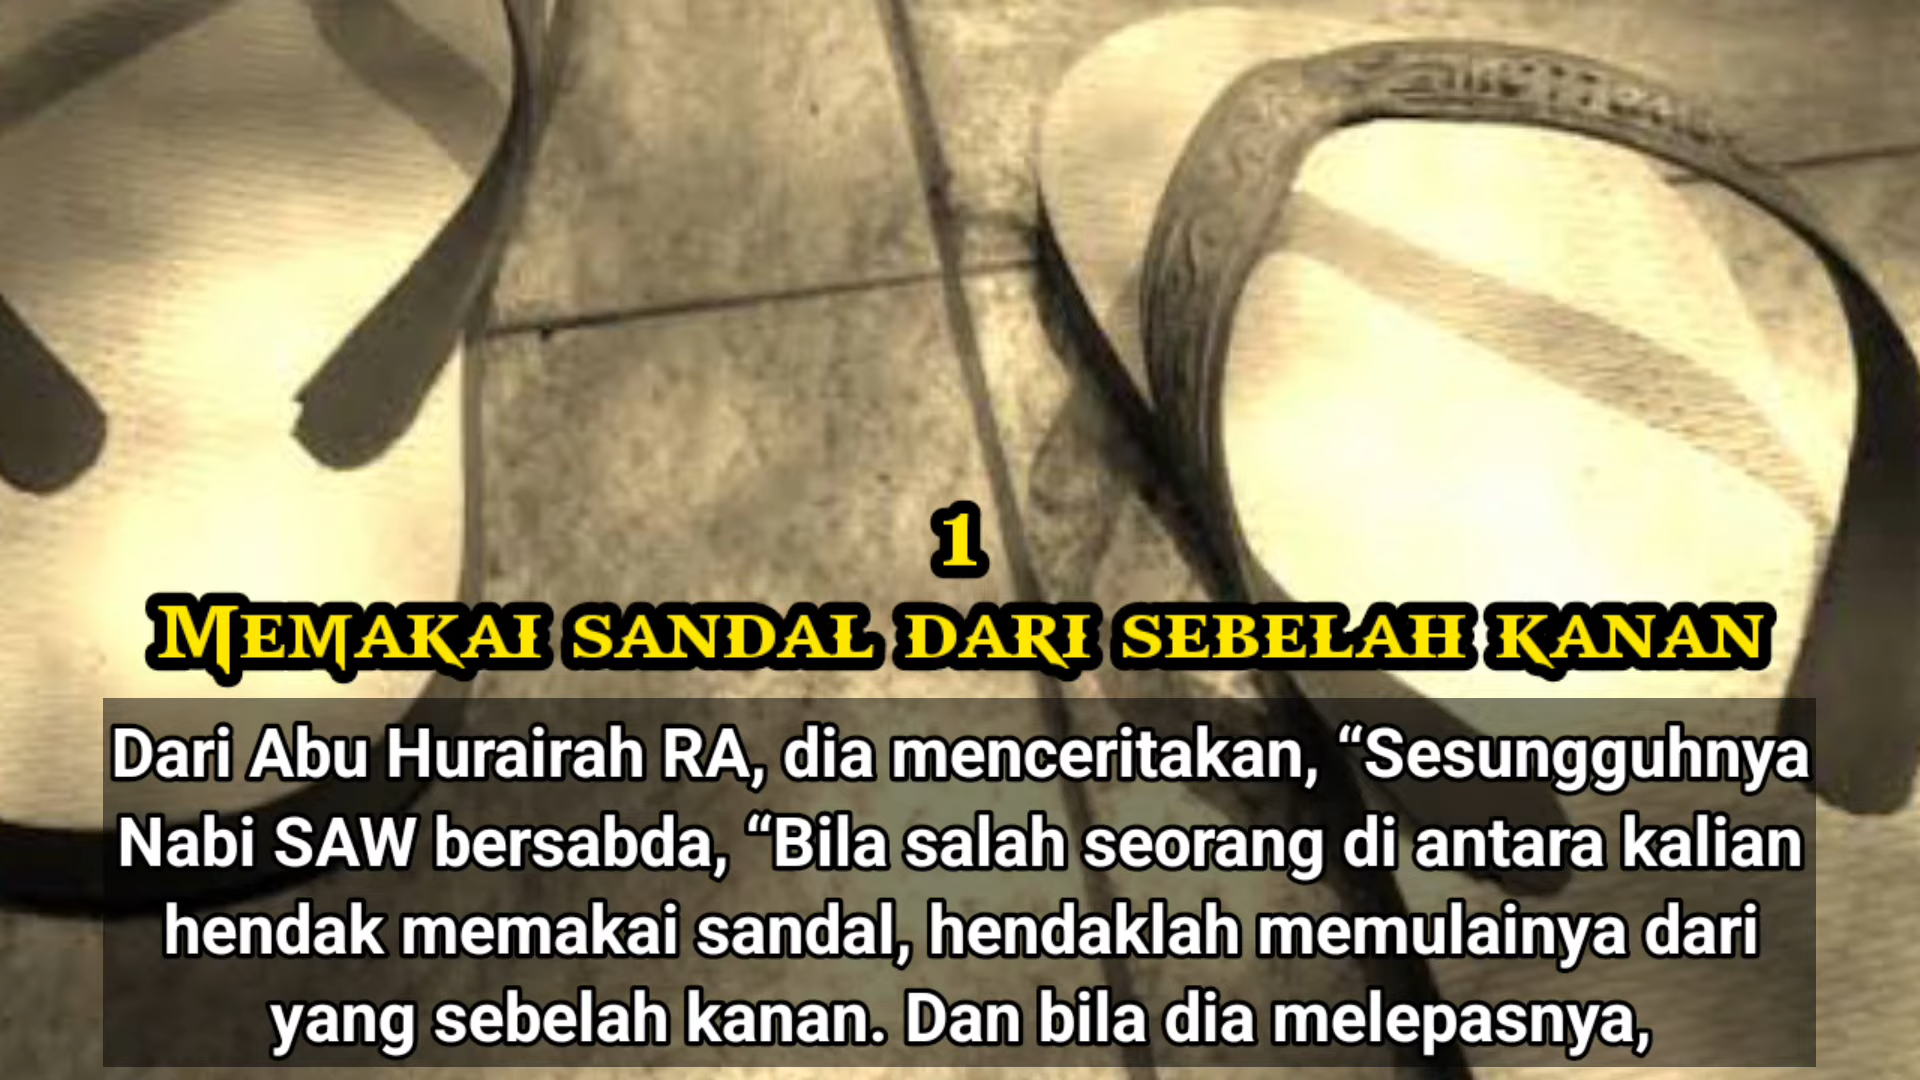 1
Memakai sandal dari sebelah kanan
Dari Abu Hurairah RA, dia menceritakan, “Sesungguhnya
Nabi SAW bersabda, “Bila salah seorang di antara kalian
hendak memakai sandal, hendaklah memulainya dari
yang sebelah kanan. Dan bila dia melepasnya,